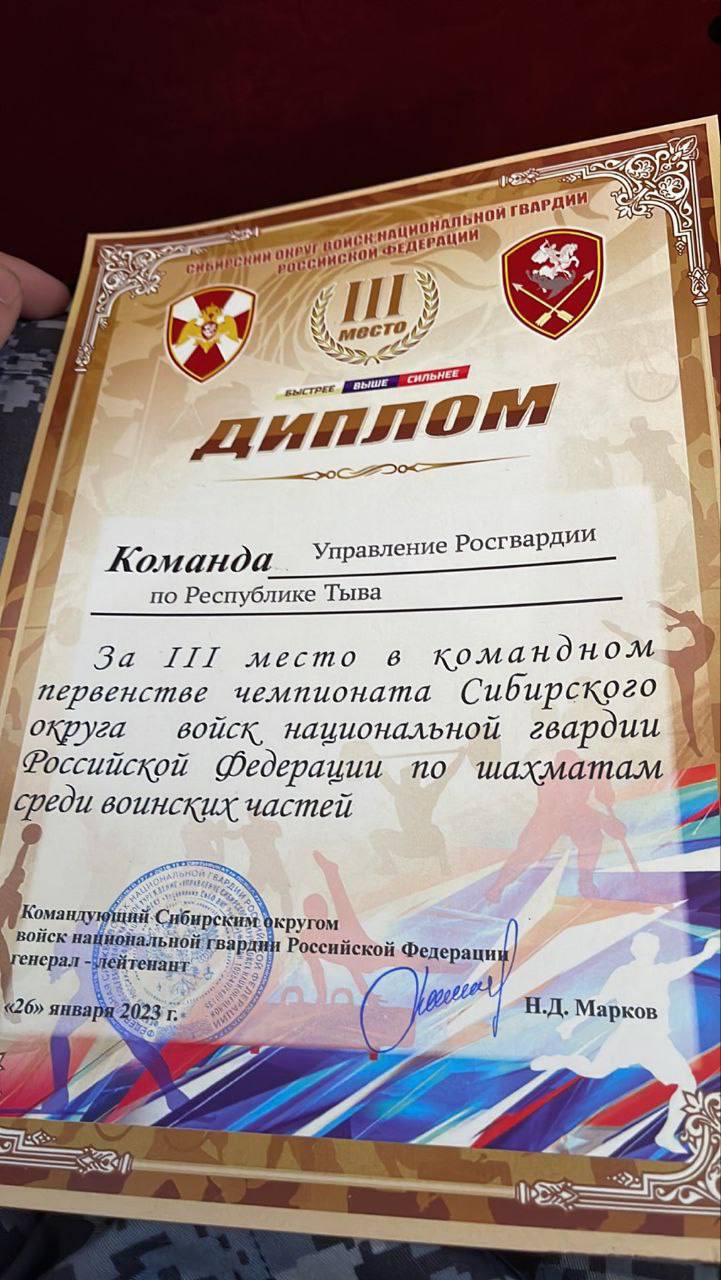 СИБИРСКИЙ ОКРУГ ВОЙСК НАЦИОНАЛЬНОЙ ГВАРДИИ
РОССИЙСКОЙ ФЕДЕРАЦИИ
III
место
БЫСТРЕЕ ВЫШЕ СИЛЬНЕЕ
ДИПЛОМ
Команда Управление Росгвардии
по Республике Тыва
За III место в командном
первенстве чемпионата Сибирского
округа войск национальной гвардии
Российской Федерации по шахматам
среди воинских частей
Командующий Сибирским округом
войск национальной гвардии Российской Федерации
генерал - лейтенант
«26» января 2023 г.
Н.Д. Марков